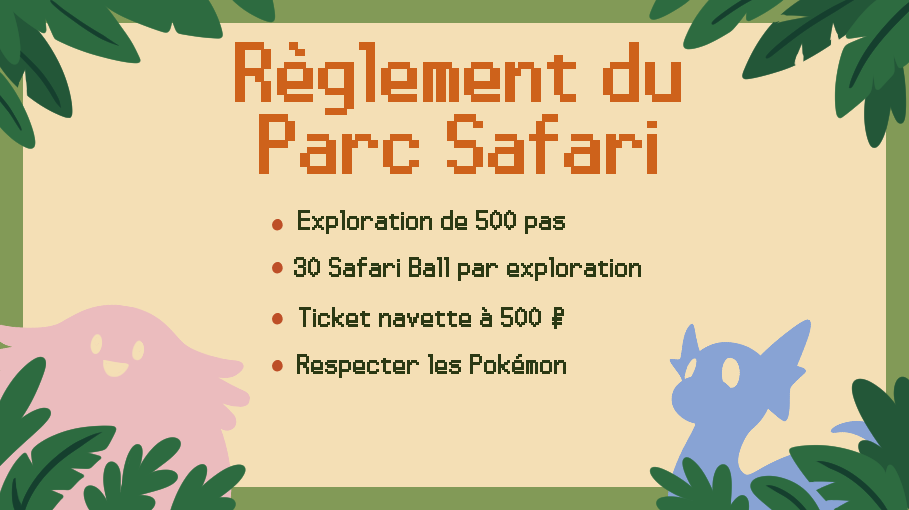 Règlement du
Parc Safari
• Exploration de 500 pas
• 30 Safari Ball par exploration
• Ticket navette à 500 ₽
• Respecter les Pokémon